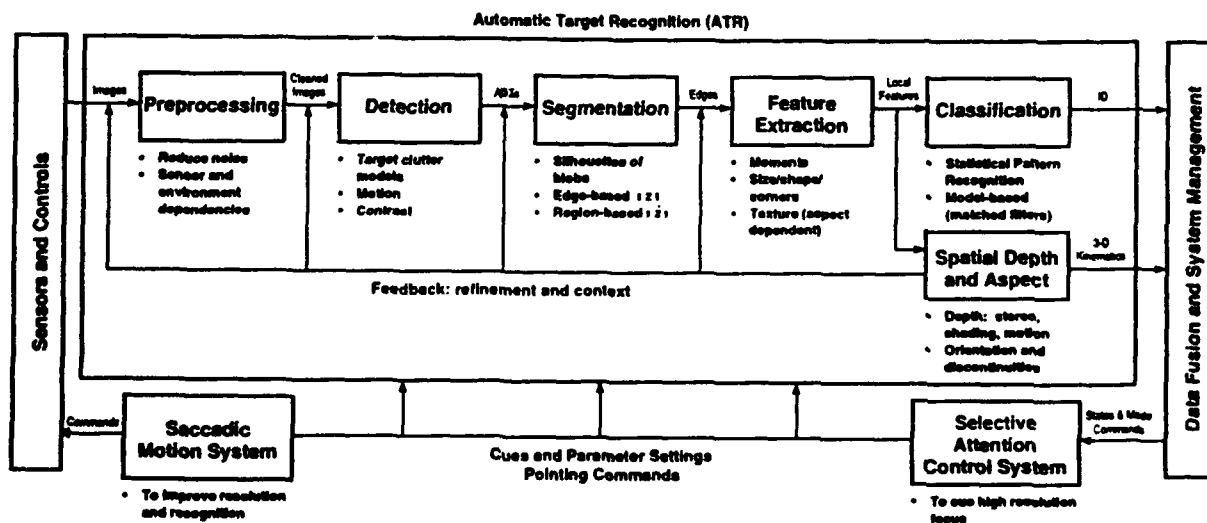 Automatic Target Recognition (ATR)
Sensors and Controls
Images
Preprocessing
• Reduce noise
• Sensor and
environment
dependencies
Cleaned
Images
Detection
• Target clutter
models
• Motion
• Contrast
Segmentation
• Silhouettes of
blobs
• Edge-based
• Region-based
Edges
Feature
Extraction
• Moments
• Size/shape/
corners
• Texture (aspect
dependent)
Local
Features
Classification
• Statistical Pattern
Recognition
• Model-based
(matched filters)
ID
Spatial Depth
and Aspect
• Depth: stereo,
shading, motion
• Orientation and
discontinuities
3-D
Kinematics
Feedback: refinement and context
Data Fusion and System Management
Commands
Saccadic
Motion System
• To improve resolution
and recognition
Cues and Parameter Settings
Pointing Commands
Selective
Attention
Control System
• To cue high resolution
focus
States & Mode
Commands